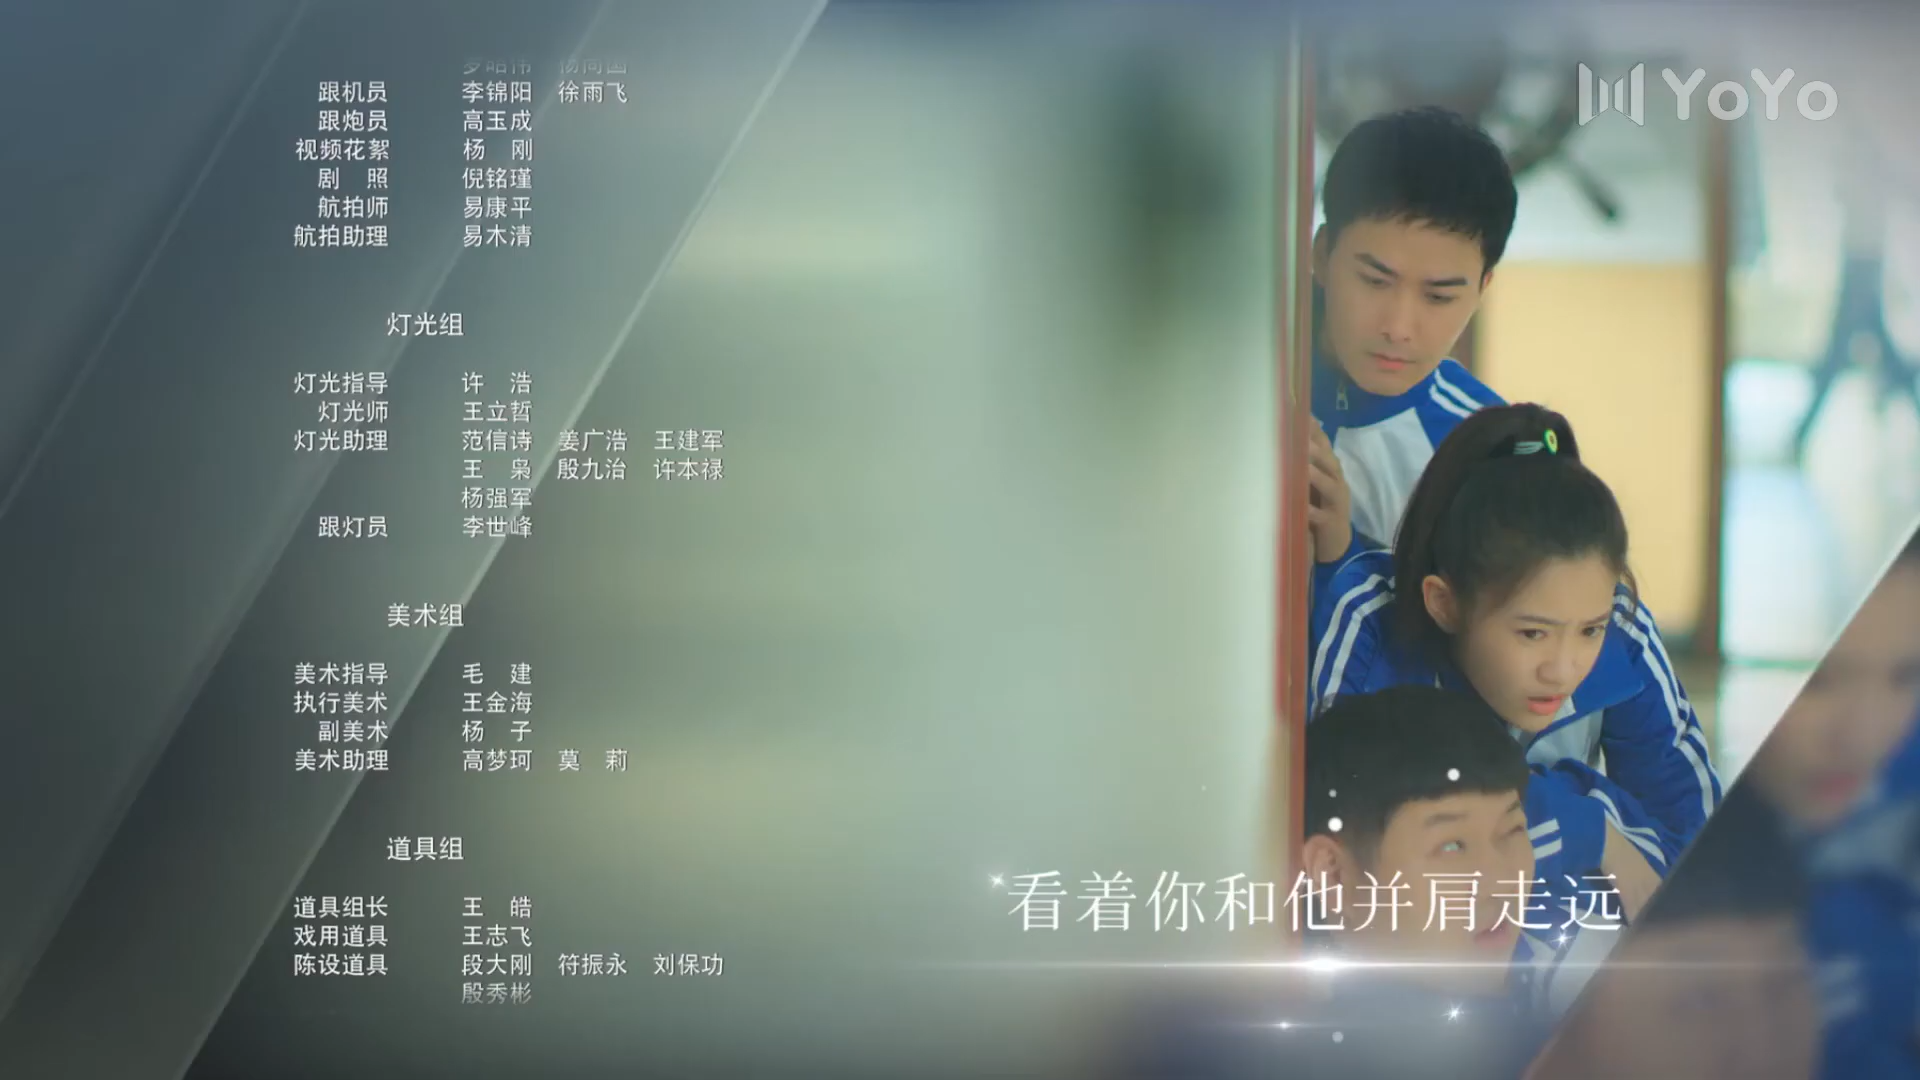 YoYo
跟机员 李锦阳 徐雨飞
跟炮员 高玉成
视频花絮 杨 刚
剧 照 倪铭瑾
航拍师 易康平
航拍助理 易木清
灯光组
灯光指导 许 浩
灯光师 王立哲
灯光助理 范信诗 姜广浩 王建军
王 枭 殷九治 许本禄
杨强军
跟灯员 李世峰
美术组
美术指导 毛 建
执行美术 王金海
副美术 杨 子
美术助理 高梦珂 莫 莉
道具组
道具组长 王 皓
戏用道具 王志飞
陈设道具 段大刚 符振永 刘保功
殷秀彬
看着你和他并肩走远